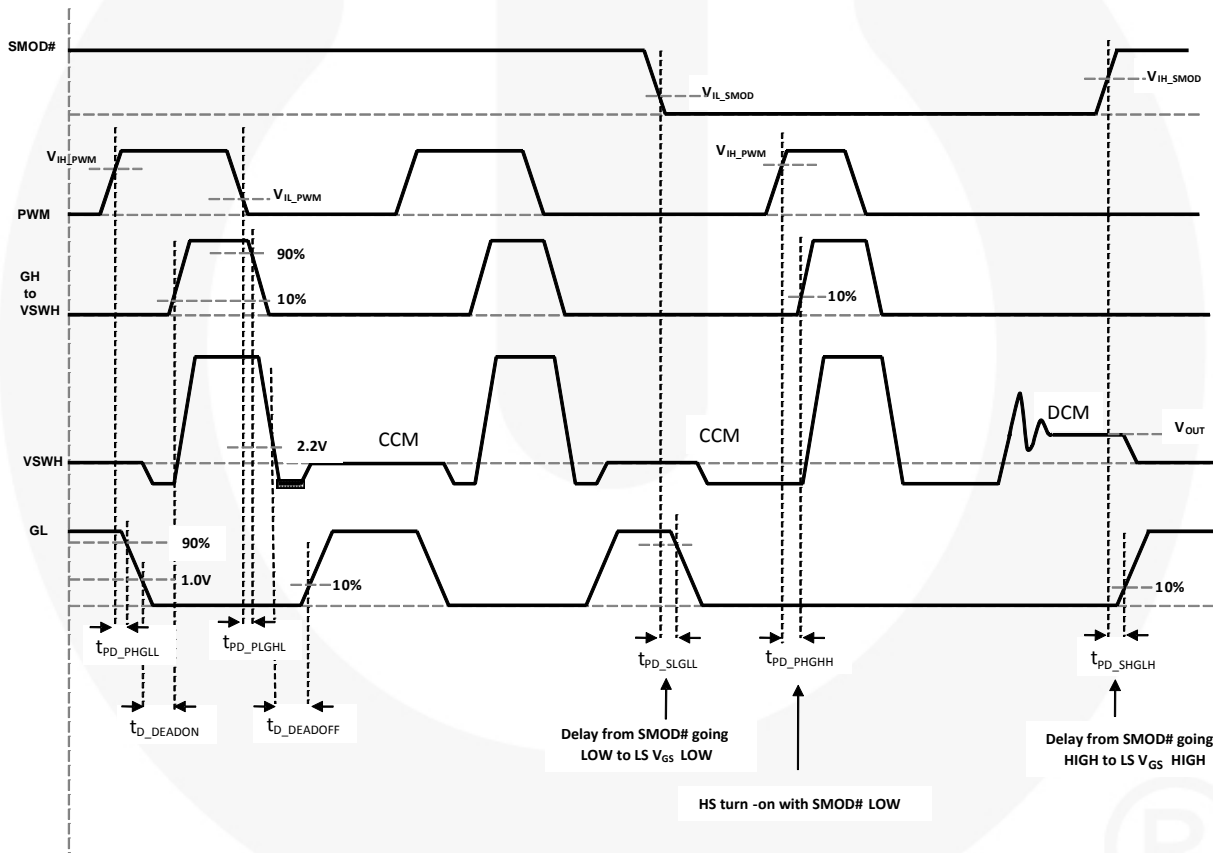 SMOD#
V_IL_SMOD
V_IH_SMOD
V_IH_PWM
V_IH_PWM
V_IL_PWM
PWM
90%
GH
to
VSWH
10%
10%
DCM
V_OUT
CCM
CCM
2.2V
VSWH
GL
90%
1.0V
10%
10%
t_PD_PHGLL
t_PD_PLGHL
t_PD_SLGLL
t_PD_PHGHH
t_PD_SHGLH
t_D_DEADON
t_D_DEADOFF
Delay from SMOD# going
LOW to LS V_GS LOW
Delay from SMOD# going
HIGH to LS V_GS HIGH
HS turn -on with SMOD# LOW
®